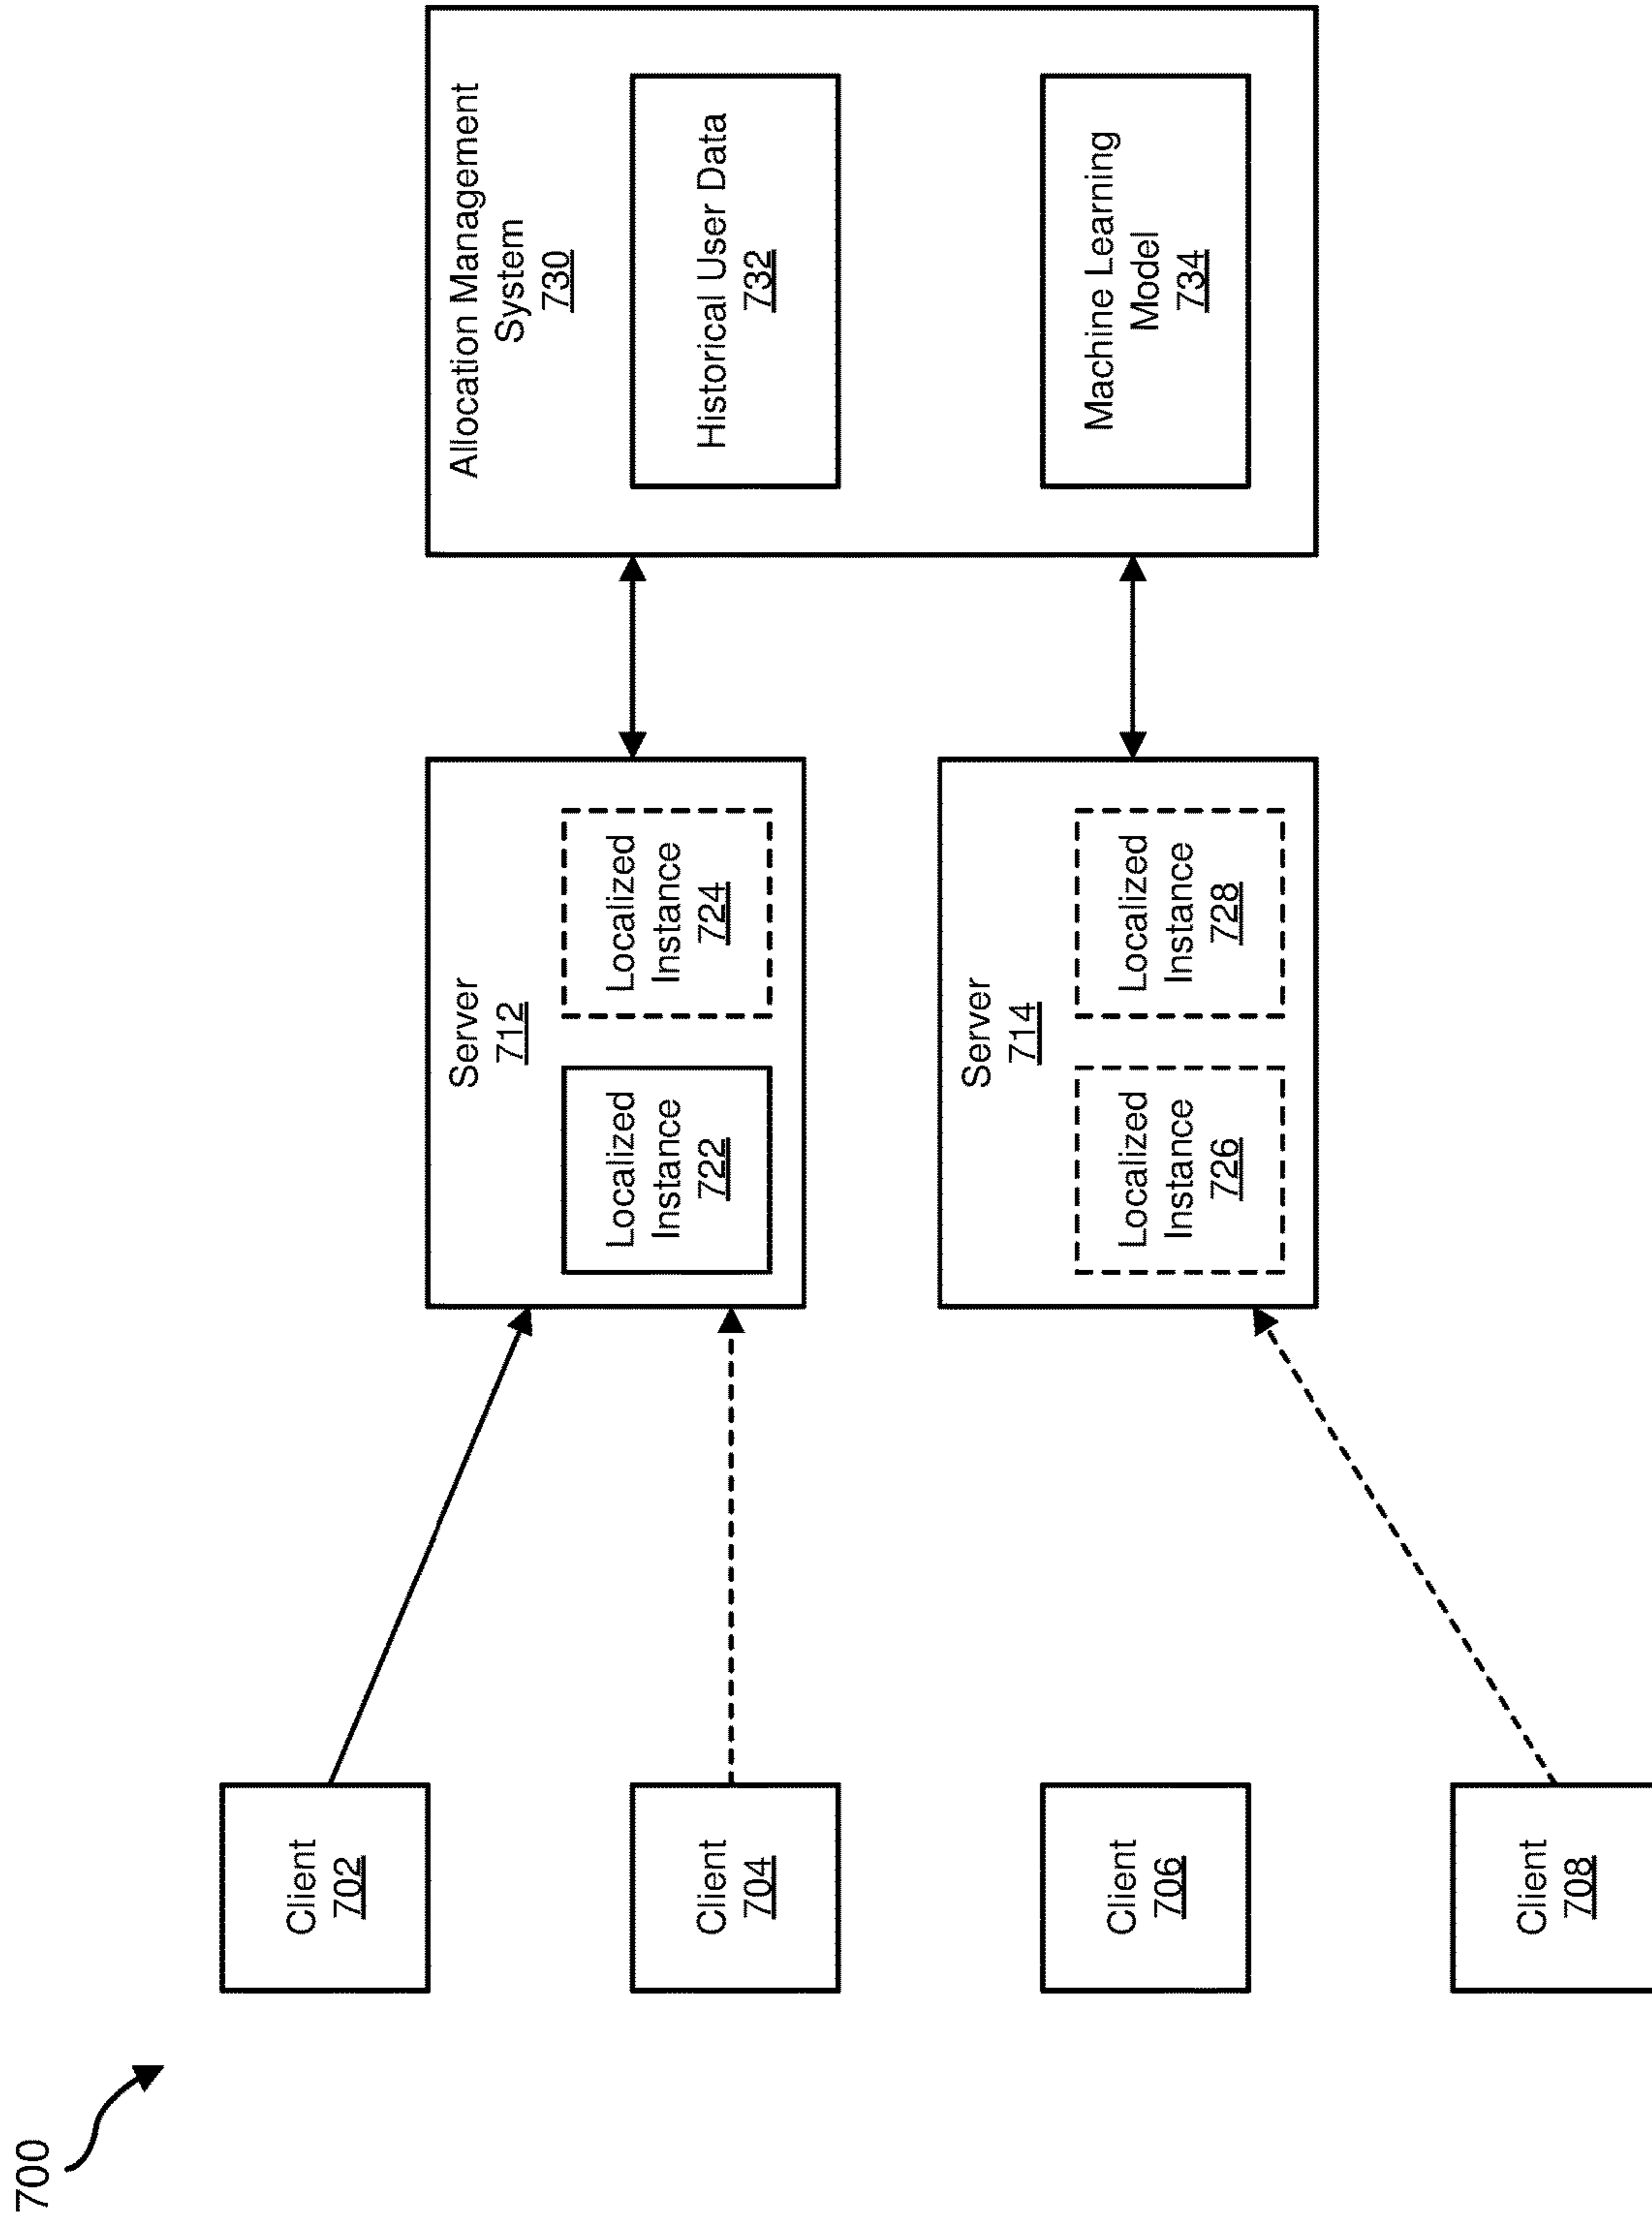 700
Client
702
Client
704
Client
706
Client
708
Server
712
Localized
Instance
722
Localized
Instance
724
Server
714
Localized
Instance
726
Localized
Instance
728
Allocation Management
System
730
Historical User Data
732
Machine Learning
Model
734